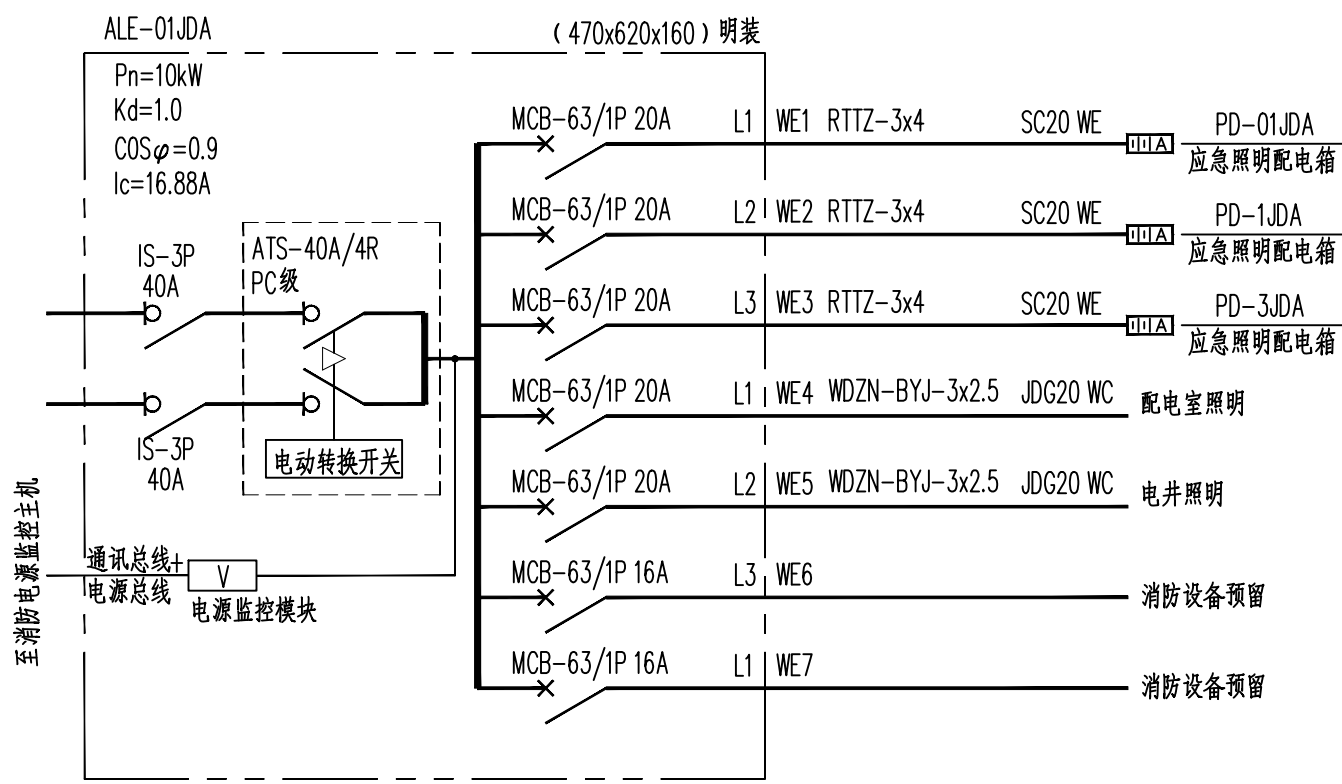 ALE-01JDA
(470x620x160)明装
Pn=10kW
Kd=1.0
COSφ=0.9
Ic=16.88A
IS-3P
40A
ATS-40A/4R
PC级
电动转换开关
IS-3P
40A
至消防电源监控主机
通讯总线+
电源总线
V
电源监控模块
MCB-63/1P 20A L1 WE1 RTTZ-3x4 SC20 WE A PD-01JDA
应急照明配电箱
MCB-63/1P 20A L2 WE2 RTTZ-3x4 SC20 WE A PD-1JDA
应急照明配电箱
MCB-63/1P 20A L3 WE3 RTTZ-3x4 SC20 WE A PD-3JDA
应急照明配电箱
MCB-63/1P 20A L1 WE4 WDZN-BYJ-3x2.5 JDG20 WC 配电室照明
MCB-63/1P 20A L2 WE5 WDZN-BYJ-3x2.5 JDG20 WC 电井照明
MCB-63/1P 16A L3 WE6 消防设备预留
MCB-63/1P 16A L1 WE7 消防设备预留